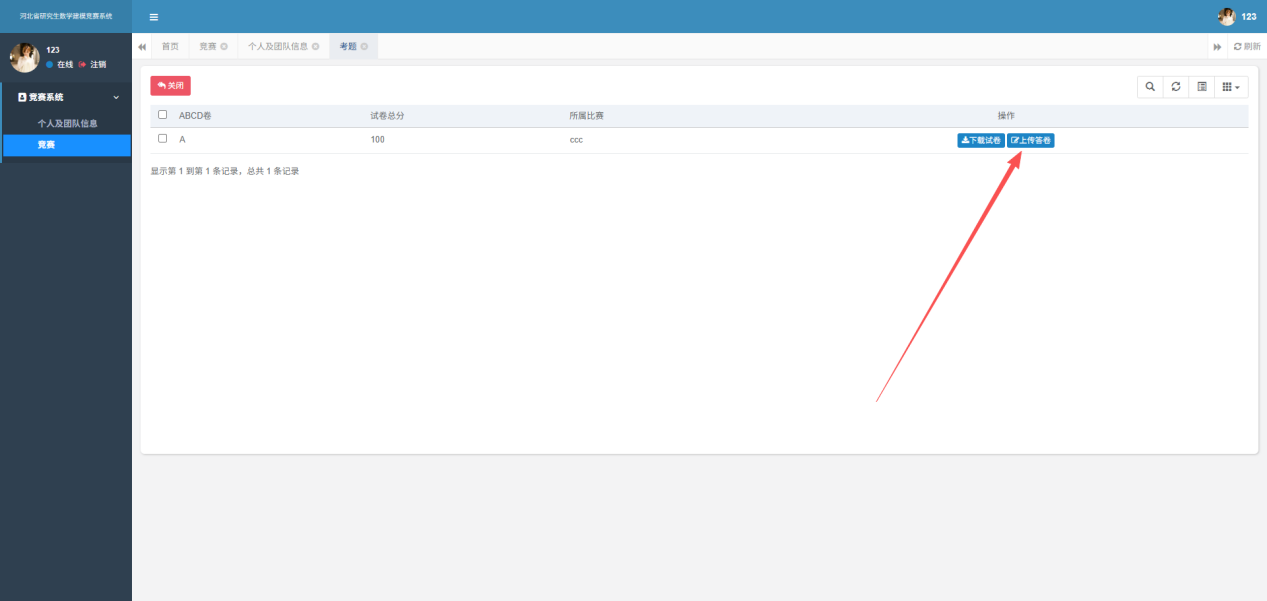 河北省研究生数学建模竞赛系统
123
123
在线 注销
首页 竞赛 个人及团队信息 考题 刷新
竞赛系统
个人及团队信息
竞赛
关闭
ABCD卷 试卷总分 所属比赛 操作
A 100 ccc 下载试卷 上传答卷
显示第 1 到第 1 条记录，总共 1 条记录